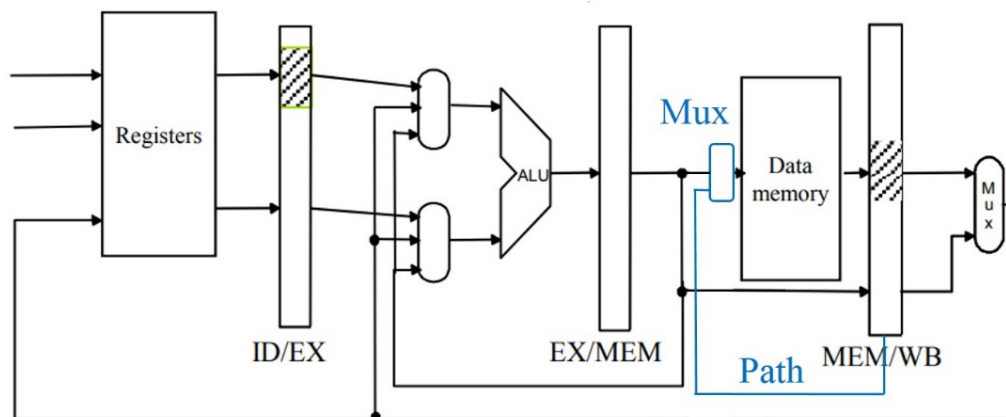 Registers
Mux
ALU
Data
memory
M
u
x
ID/EX
EX/MEM
MEM/WB
Path